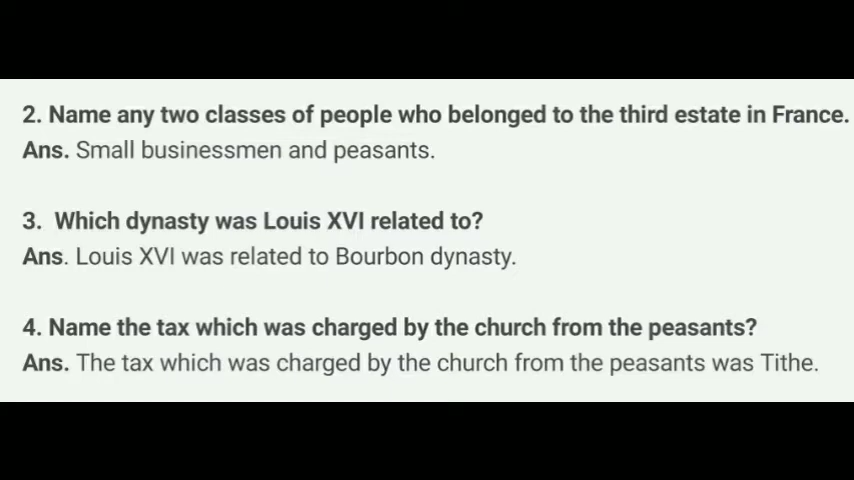 2. Name any two classes of people who belonged to the third estate in France.
Ans. Small businessmen and peasants.
3. Which dynasty was Louis XVI related to?
Ans. Louis XVI was related to Bourbon dynasty.
4. Name the tax which was charged by the church from the peasants?
Ans. The tax which was charged by the church from the peasants was Tithe.